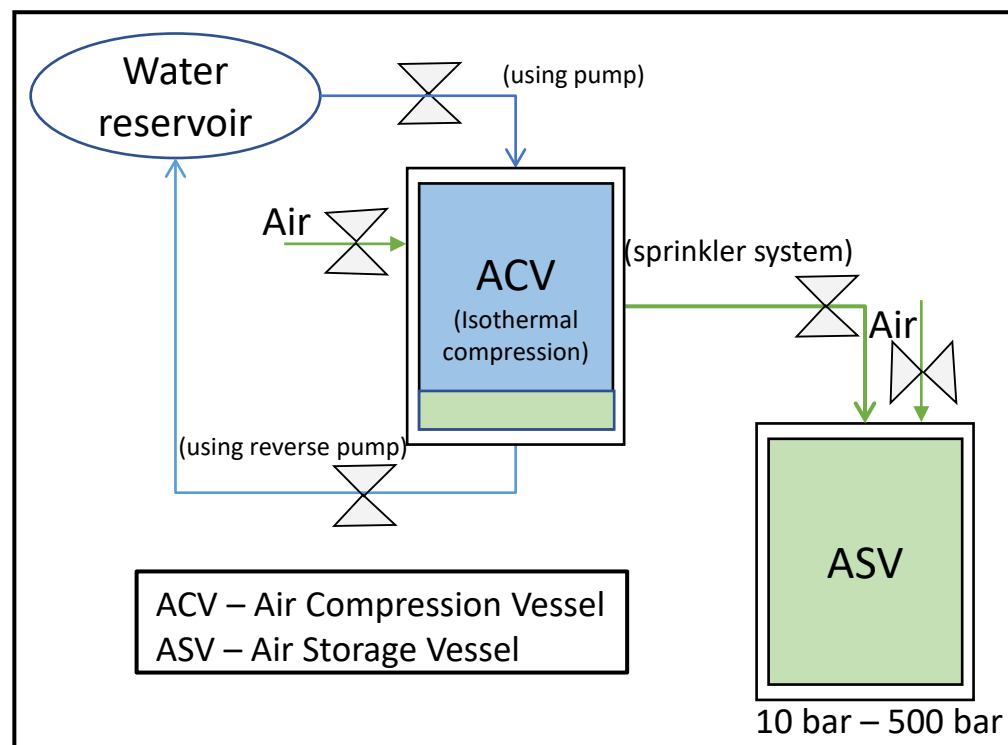 Water
reservoir
(using pump)
Air
(sprinkler system)
ACV
(Isothermal
compression)
Air
(using reverse pump)
ASV
ACV – Air Compression Vessel
ASV – Air Storage Vessel
10 bar – 500 bar